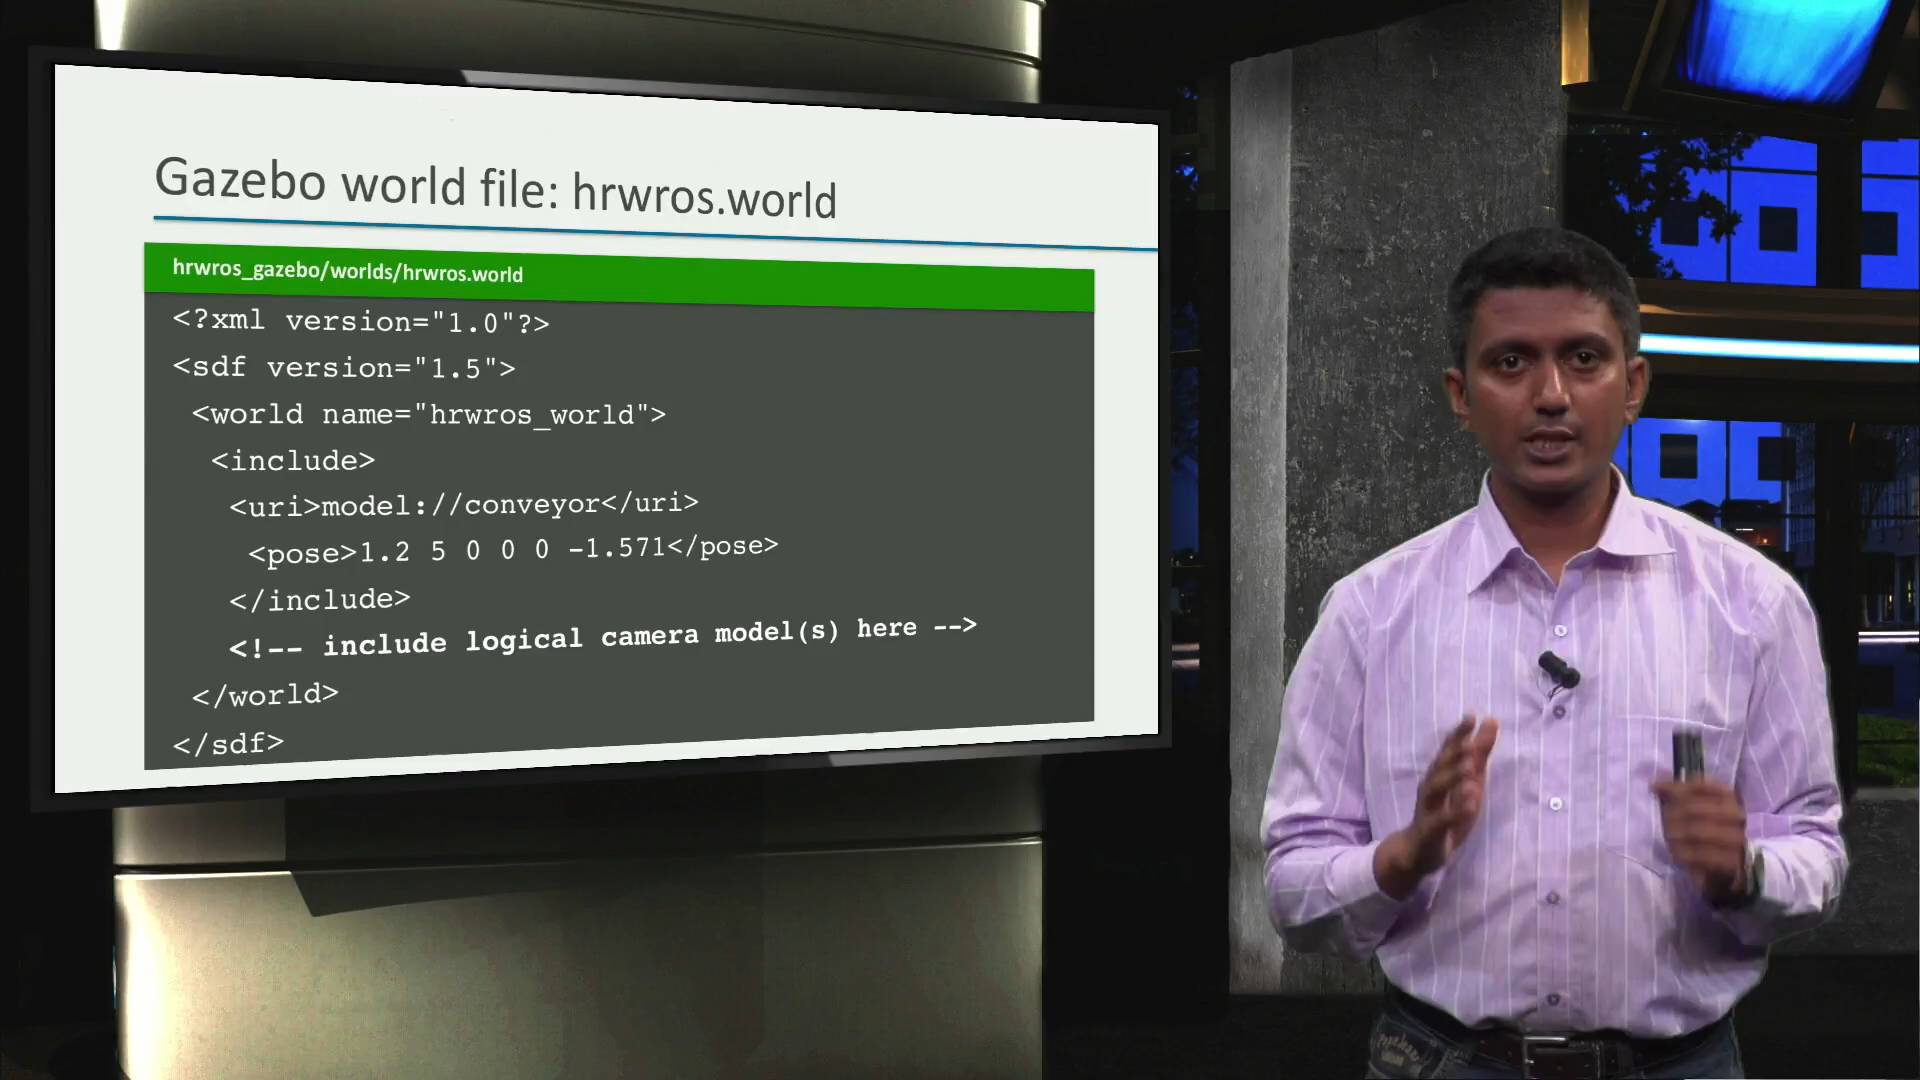 Gazebo world file: hrwros.world
hrwros_gazebo/worlds/hrwros.world
<?xml version="1.0"?>
<sdf version="1.5">
<world name="hrwros_world">
<include>
<uri>model://conveyor</uri>
<pose>1.2 5 0 0 0 -1.571</pose>
</include>
<!-- include logical camera model(s) here -->
</world>
</sdf>